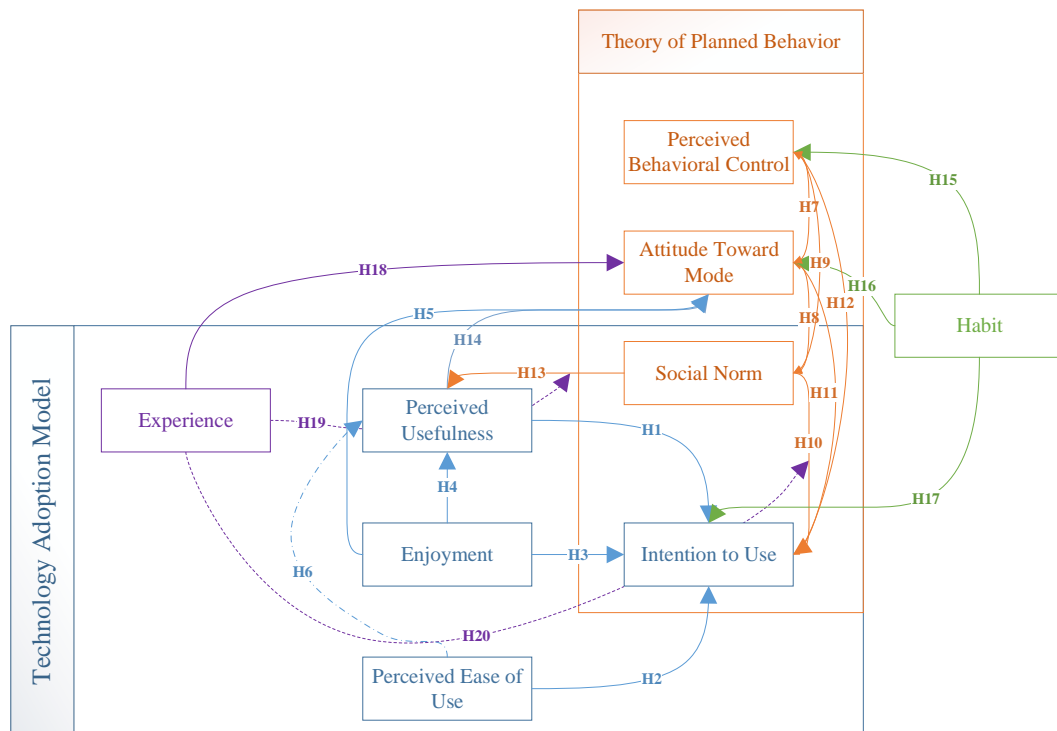 Theory of Planned Behavior
Perceived
Behavioral Control
H15
H7
Attitude Toward
Mode
H18
H9
H16
H12
H5
H8
Habit
H14
H13
Social Norm
H11
Technology Adoption Model
Experience
H19
Perceived
Usefulness
H1
H10
H4
H17
Enjoyment
H3
Intention to Use
H6
H20
Perceived Ease of
Use
H2